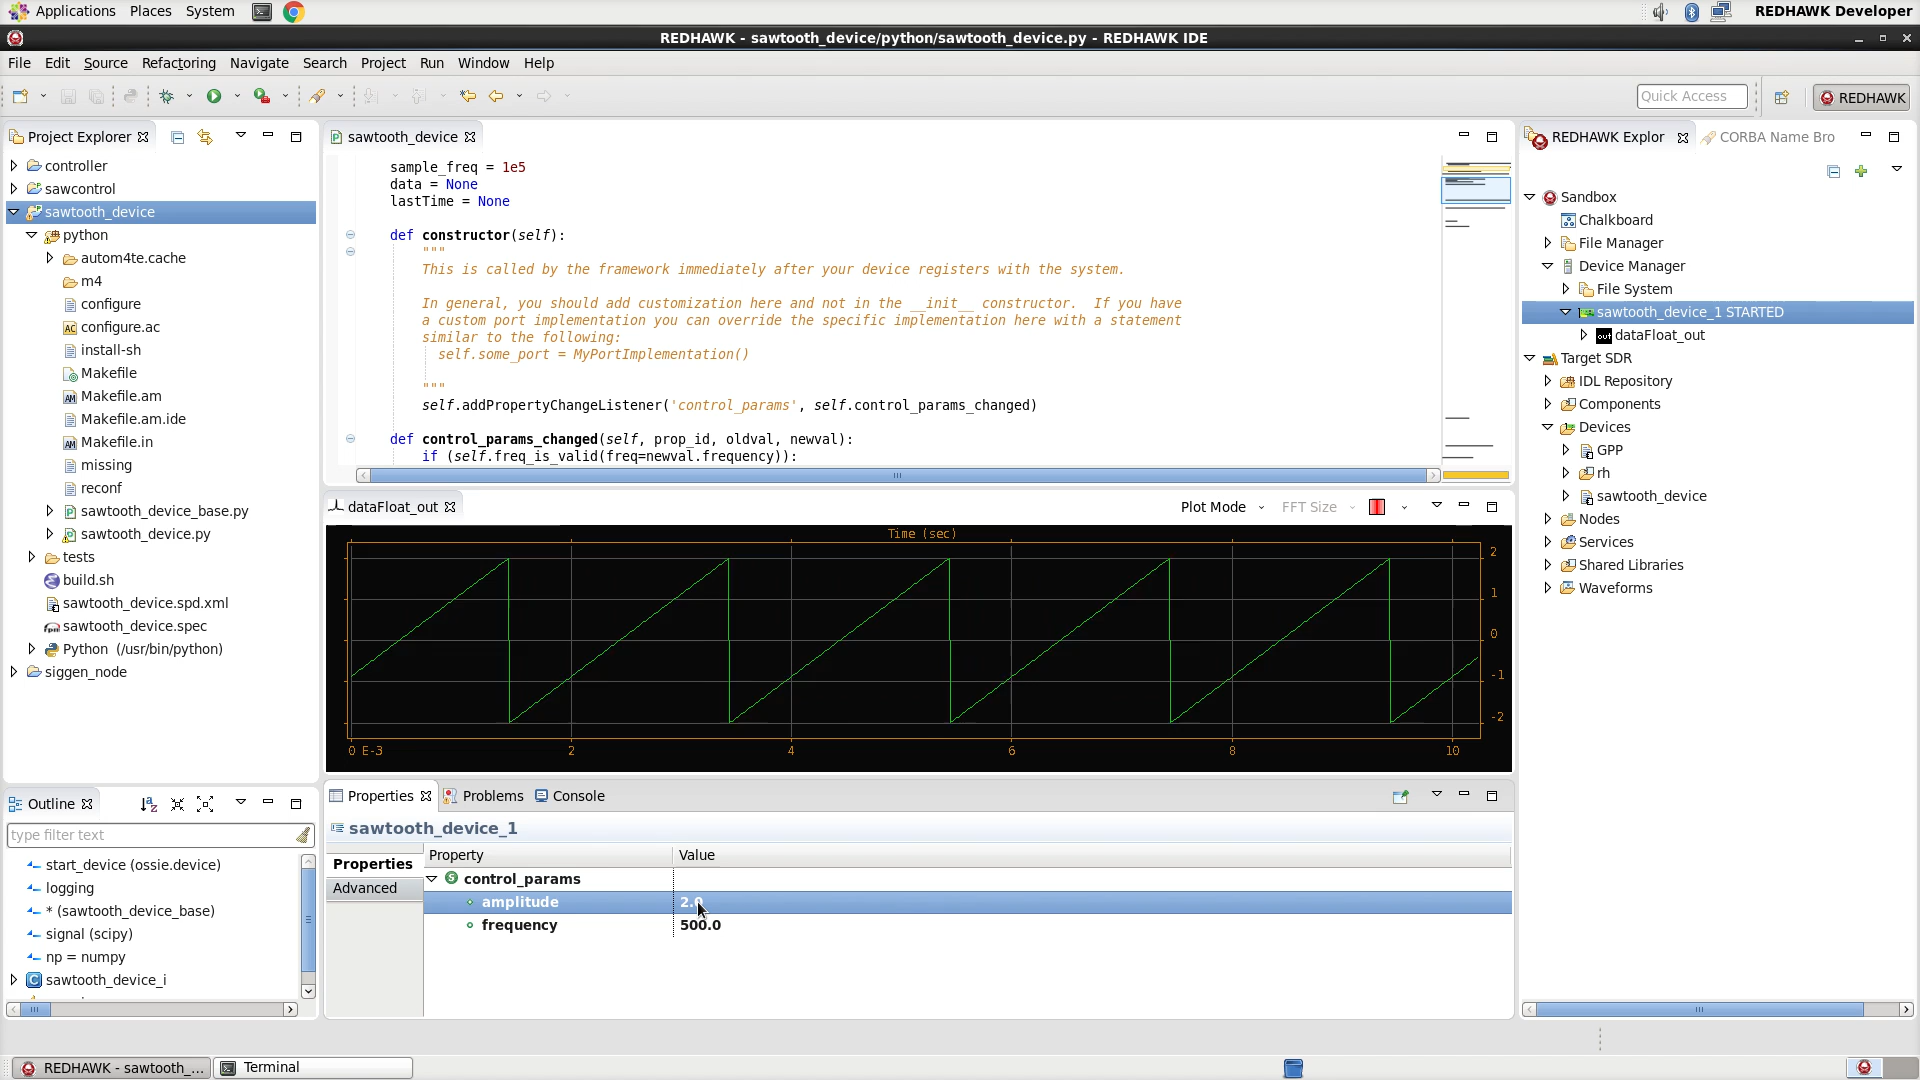 Applications Places System
REDHAWK Developer
REDHAWK - sawtooth_device/python/sawtooth_device.py - REDHAWK IDE
File Edit Source Refactoring Navigate Search Project Run Window Help
Quick Access
REDHAWK
Project Explorer
controller
sawcontrol
sawtooth_device
python
autom4te.cache
m4
configure
AC configure.ac
install-sh
Makefile
AM Makefile.am
Makefile.am.ide
AM Makefile.in
missing
reconf
sawtooth_device_base.py
sawtooth_device.py
tests
build.sh
sawtooth_device.spd.xml
rpm sawtooth_device.spec
Python (/usr/bin/python)
siggen_node
Outline
type filter text
start_device (ossie.device)
logging
* (sawtooth_device_base)
signal (scipy)
np = numpy
C sawtooth_device_i
sawtooth_device
sample_freq = 1e5
data = None
lastTime = None
def constructor(self):
"""
This is called by the framework immediately after your device registers with the system.
In general, you should add customization here and not in the __init__ constructor. If you have
a custom port implementation you can override the specific implementation here with a statement
similar to the following:
self.some_port = MyPortImplementation()
"""
self.addPropertyChangeListener('control_params', self.control_params_changed)
def control_params_changed(self, prop_id, oldval, newval):
if (self.freq_is_valid(freq=newval.frequency)):
dataFloat_out
Plot Mode FFT Size
Time (sec)
2
1
0
-1
-2
0 E-3 2 4 6 8 10
Properties Problems Console
sawtooth_device_1
Properties
Advanced
Property Value
S control_params
amplitude 2.0
frequency 500.0
REDHAWK Explor CORBA Name Bro
Sandbox
Chalkboard
File Manager
Device Manager
File System
sawtooth_device_1 STARTED
out dataFloat_out
Target SDR
IDL Repository
Components
Devices
GPP
rh
sawtooth_device
Nodes
Services
Shared Libraries
Waveforms
REDHAWK - sawtooth_...
Terminal